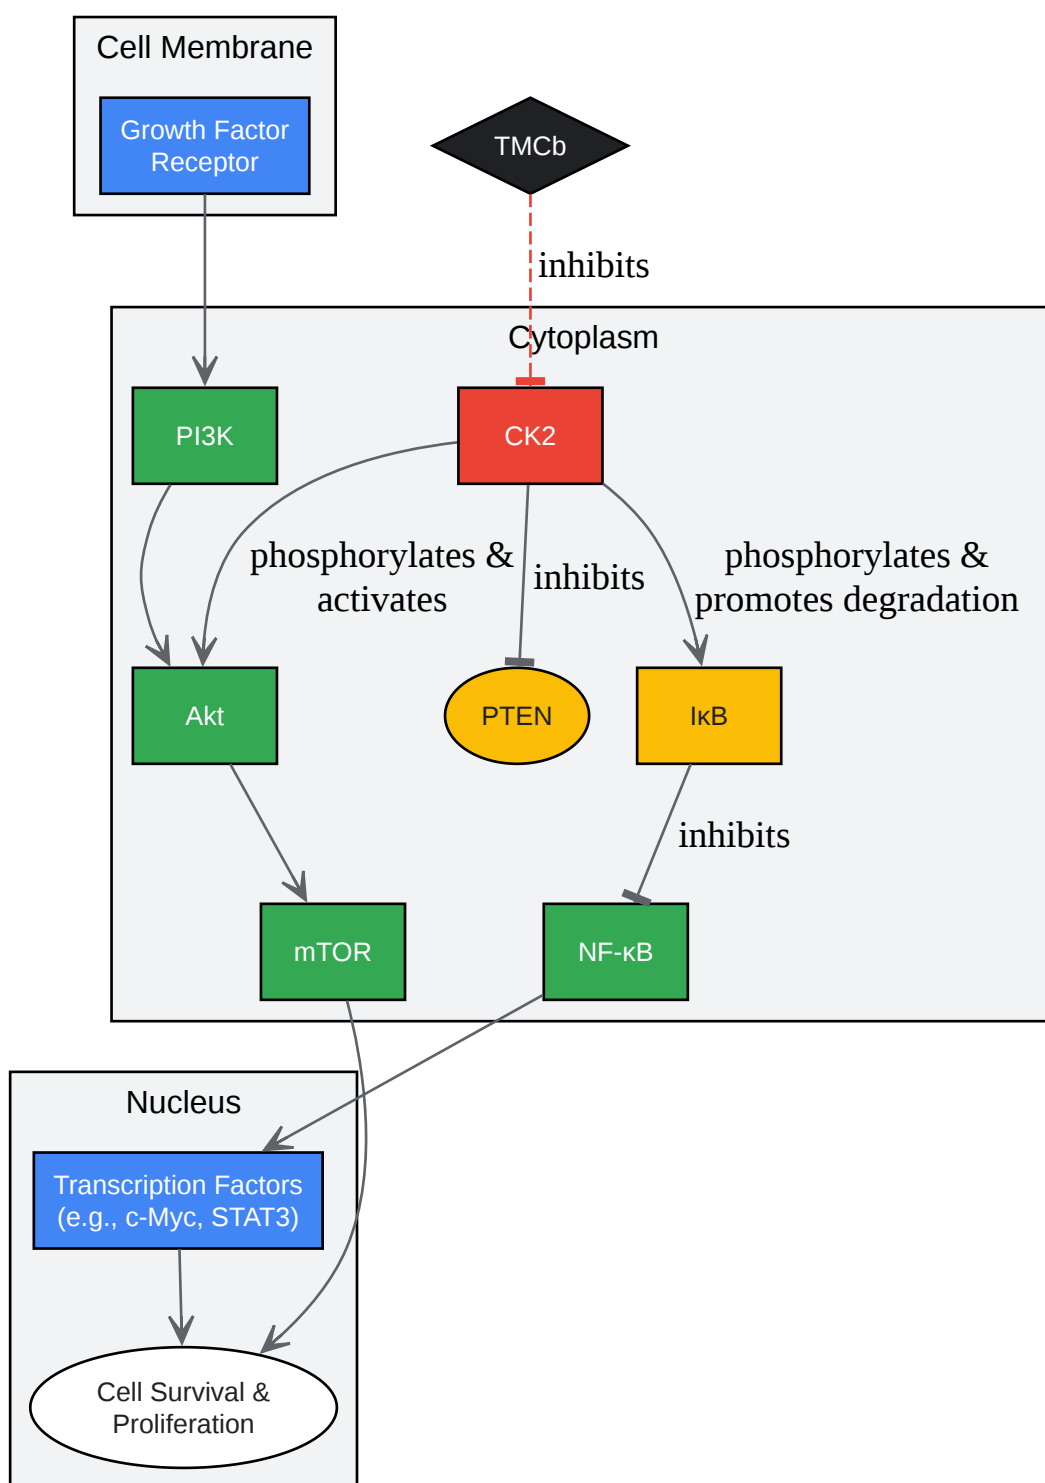 Cell Membrane
Growth Factor
Receptor
TMCb
inhibits
Cytoplasm
PI3K
CK2
phosphorylates &
activates
inhibits
phosphorylates &
promotes degradation
Akt
PTEN
IκB
inhibits
mTOR
NF-κB
Nucleus
Transcription Factors
(e.g., c-Myc, STAT3)
Cell Survival &
Proliferation